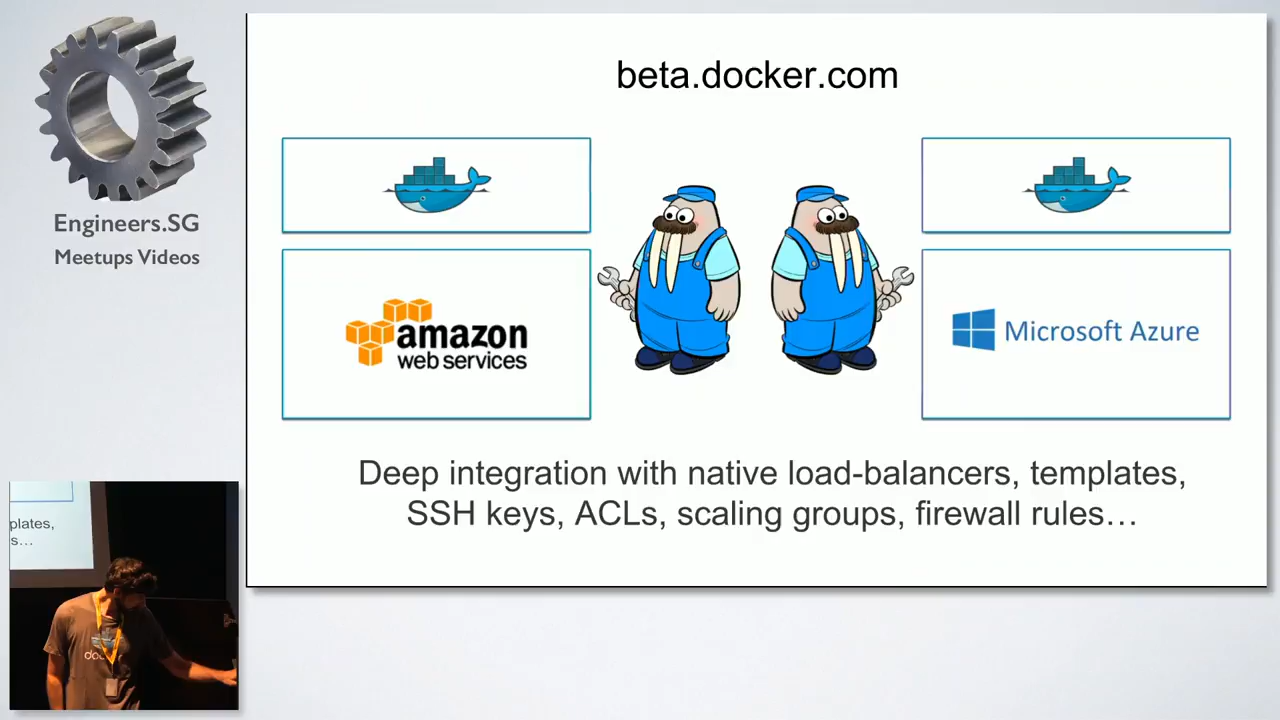 Engineers.SG
Meetups Videos
beta.docker.com
amazon
web services
Microsoft Azure
Deep integration with native load-balancers, templates,
SSH keys, ACLs, scaling groups, firewall rules…
plates,
s…